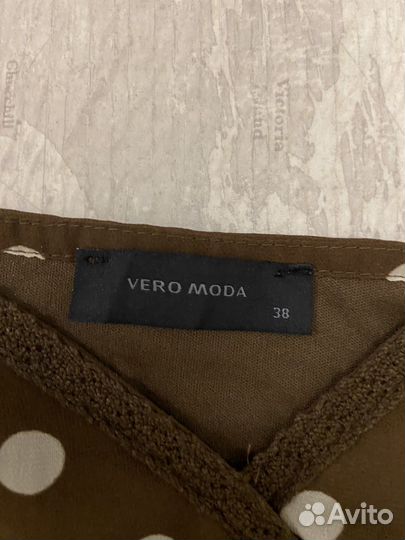 Victoria
Island
VERO MODA
38
Avito